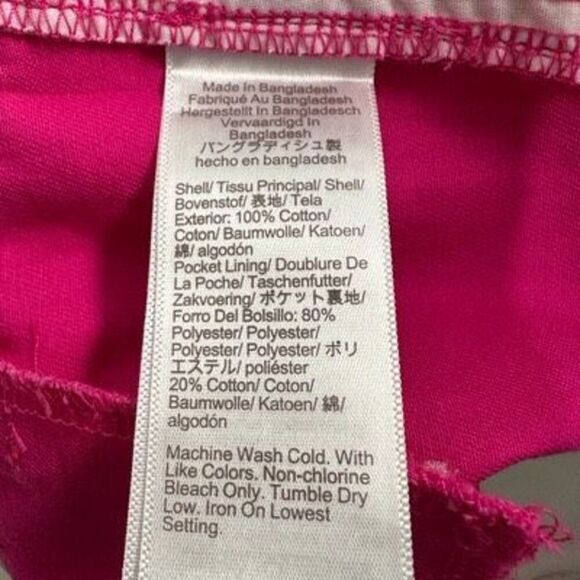 Made In Bangladesh
Fabriqué Au Bangladesh
Hergestellt In Bangladesch
Vervaardigd In
Bangladesh
バングラディシュ製
hecho en bangladesh
Shell/ Tissu Principal/ Shell/
Bovenstof/ 表地/ Tela
Exterior: 100% Cotton/
Coton/ Baumwolle/ Katoen/
綿/ algodón
Pocket Lining/ Doublure De
La Poche/ Taschenfutter/
Zakvoering/ ポケット裏地/
Forro Del Bolsillo: 80%
Polyester/ Polyester/
Polyester/ Polyester/ ポリ
エステル/ poliéster
20% Cotton/ Coton/
Baumwolle/ Katoen/ 綿/
algodón
Machine Wash Cold. With
Like Colors. Non-chlorine
Bleach Only. Tumble Dry
Low. Iron On Lowest
Setting.